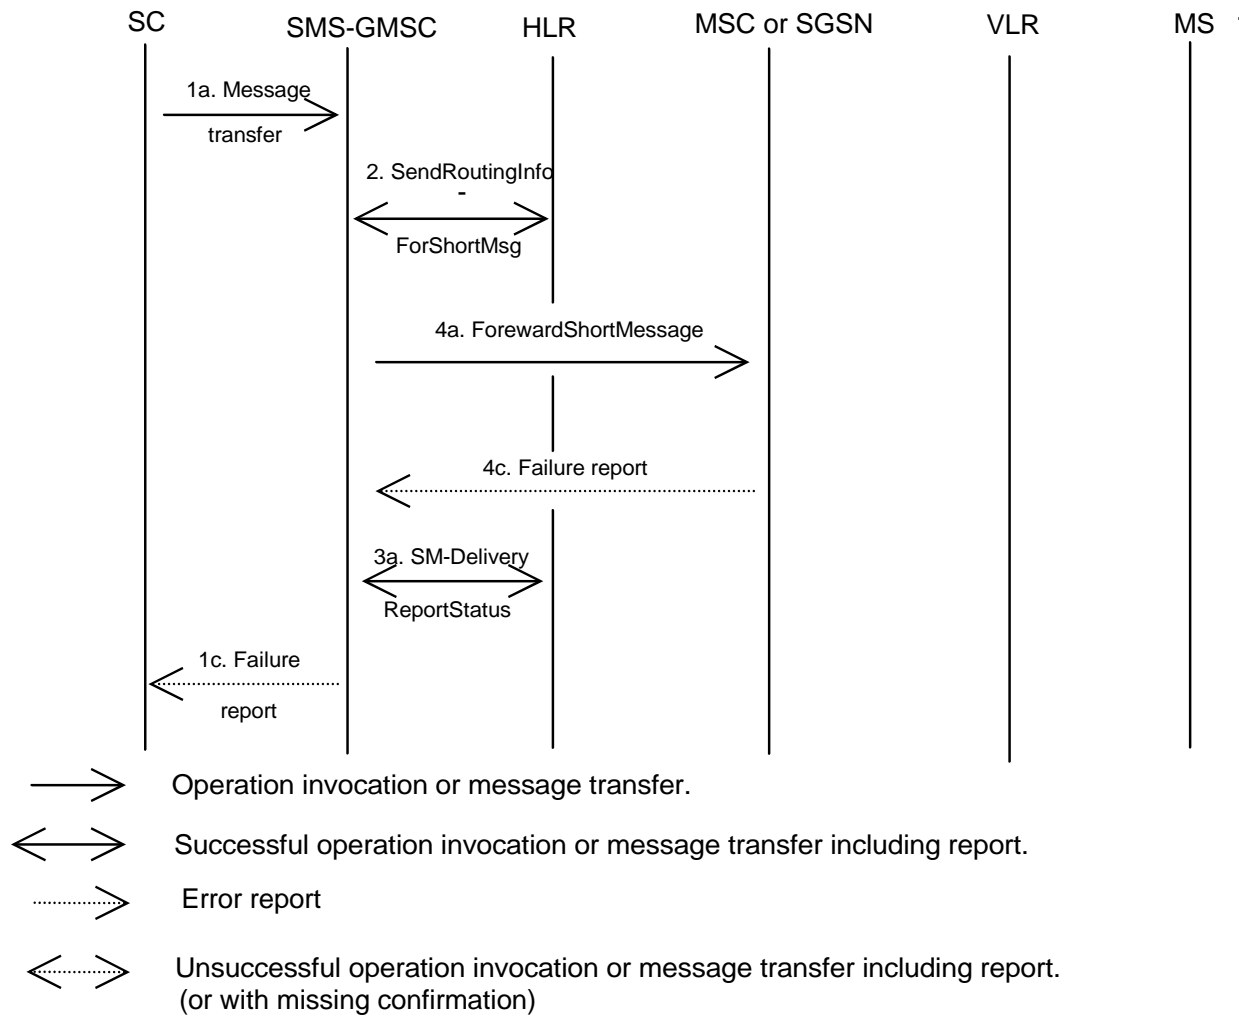 SC
SMS-GMSC
HLR
MSC or SGSN
VLR
MS
1a. Message
transfer
2. SendRoutingInfo
-
ForShortMsg
4a. ForewardShortMessage
4c. Failure report
3a. SM-Delivery
ReportStatus
1c. Failure
report
Operation invocation or message transfer.
Successful operation invocation or message transfer including report.
Error report
Unsuccessful operation invocation or message transfer including report.
(or with missing confirmation)